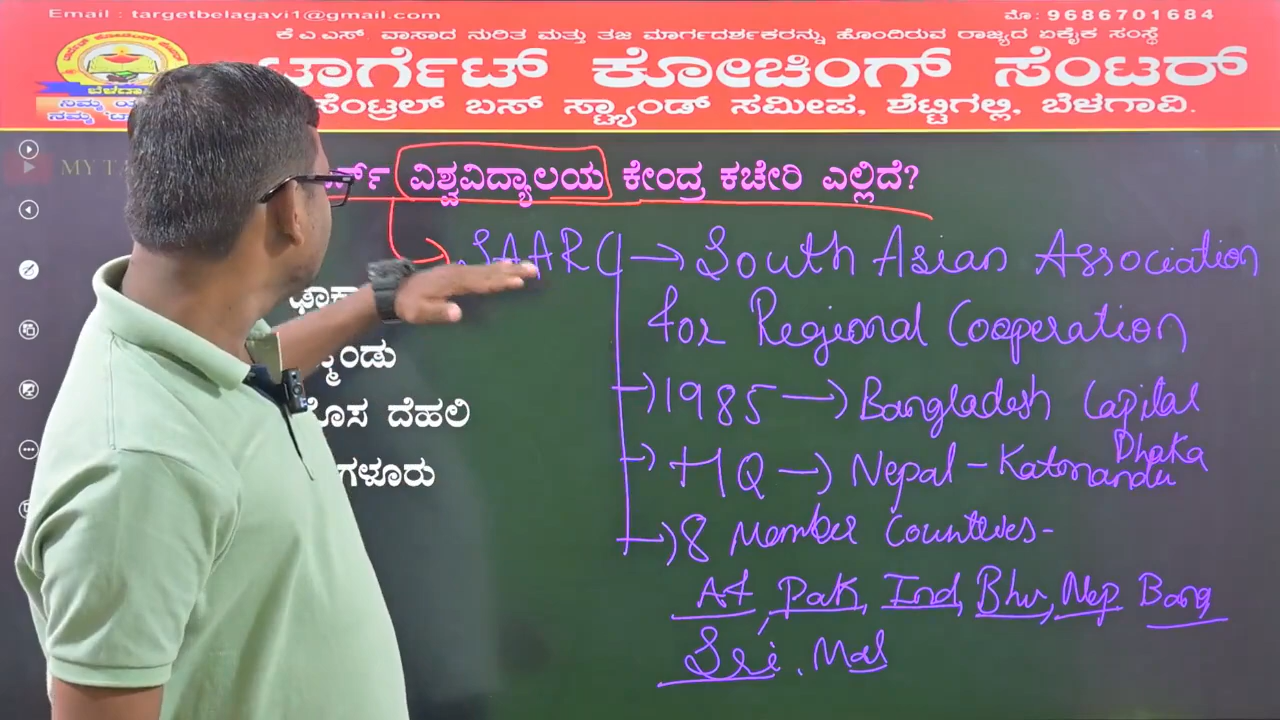 Email : targetbelagavi1@gmail.com
ಮೊ: 9686701684
ಕೆ ಎ ಎಸ್ ಪಾಸಾದ ನುರಿತ ಮತ್ತು ತಜ್ಞ ಮಾರ್ಗದರ್ಶಕರನ್ನು ಹೊಂದಿರುವ ರಾಜ್ಯದ ಏಕೈಕ ಸಂಸ್ಥೆ
ಟಾರ್ಗೆಟ್ ಕೋಚಿಂಗ್ ಸೆಂಟರ್
ಸೆಂಟ್ರಲ್ ಬಸ್ ಸ್ಟ್ಯಾಂಡ್ ಸಮೀಪ, ಶೆಟ್ಟಿಗಲ್ಲಿ, ಬೆಳಗಾವಿ.
ಬೆಳಗಾವಿ
ವಿಶ್ವವಿದ್ಯಾಲಯ ಕೇಂದ್ರ ಕಚೇರಿ ಎಲ್ಲಿದೆ?
SAARC → South Asian Association
for Regional Cooperation
→ 1985 → Bangladesh Capital
Dhaka
→ HQ → Nepal - Katmandu
→ 8 Member Countries -
Af, Pak, Ind, Bhu, Nep Bang
Sri, Mal
ದೆಹಲಿ